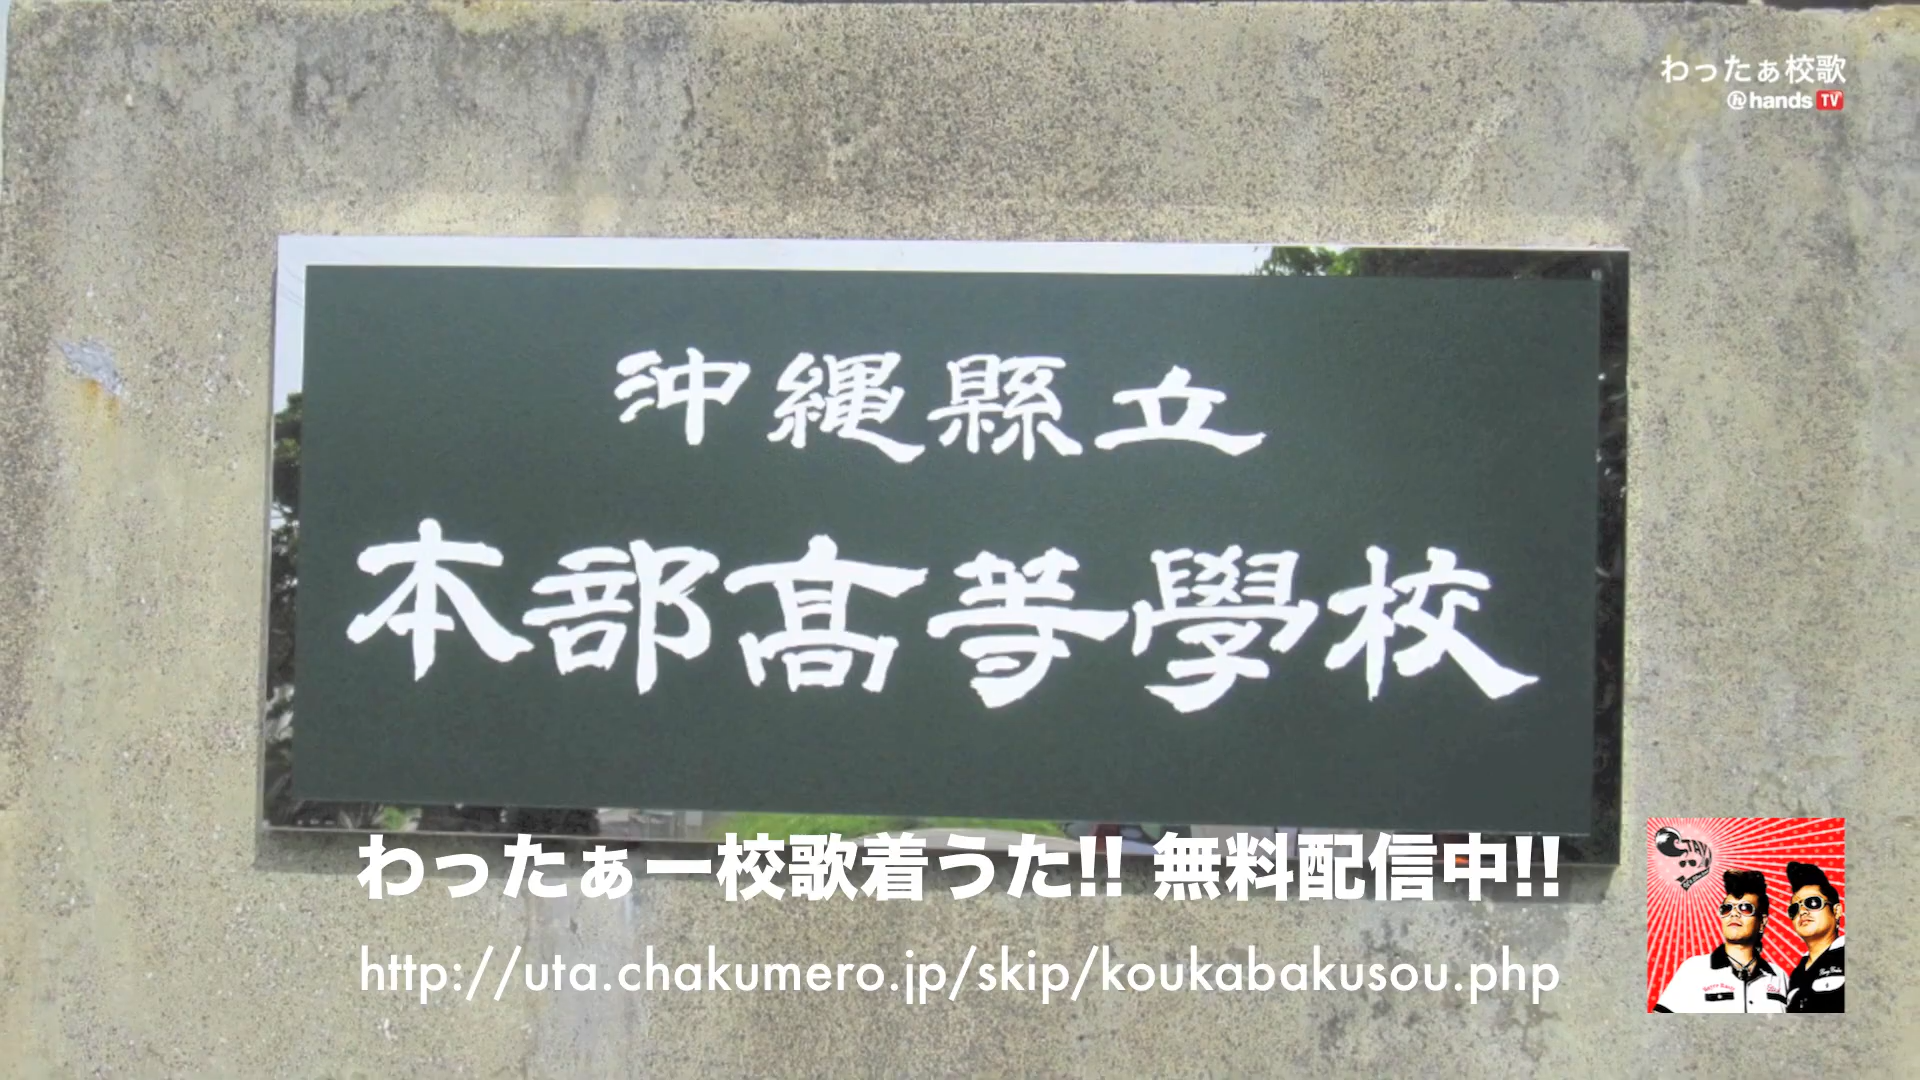 わったぁ校歌
hands TV
沖縄縣立
本部高等學校
わったぁー校歌着うた!! 無料配信中!!
http://uta.chakumero.jp/skip/koukabakusou.php